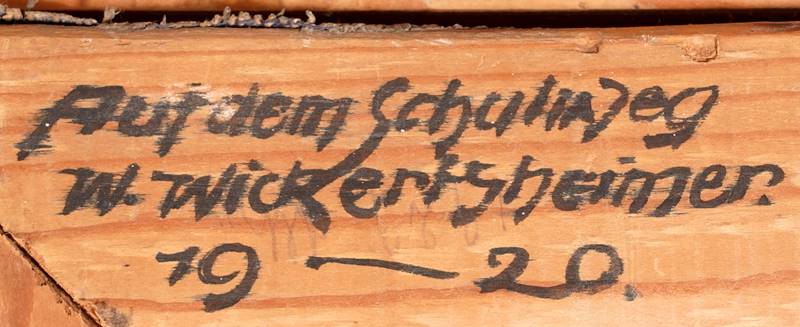 Auf dem Schulweg
W. Wickertsheimer.
19 — 20.